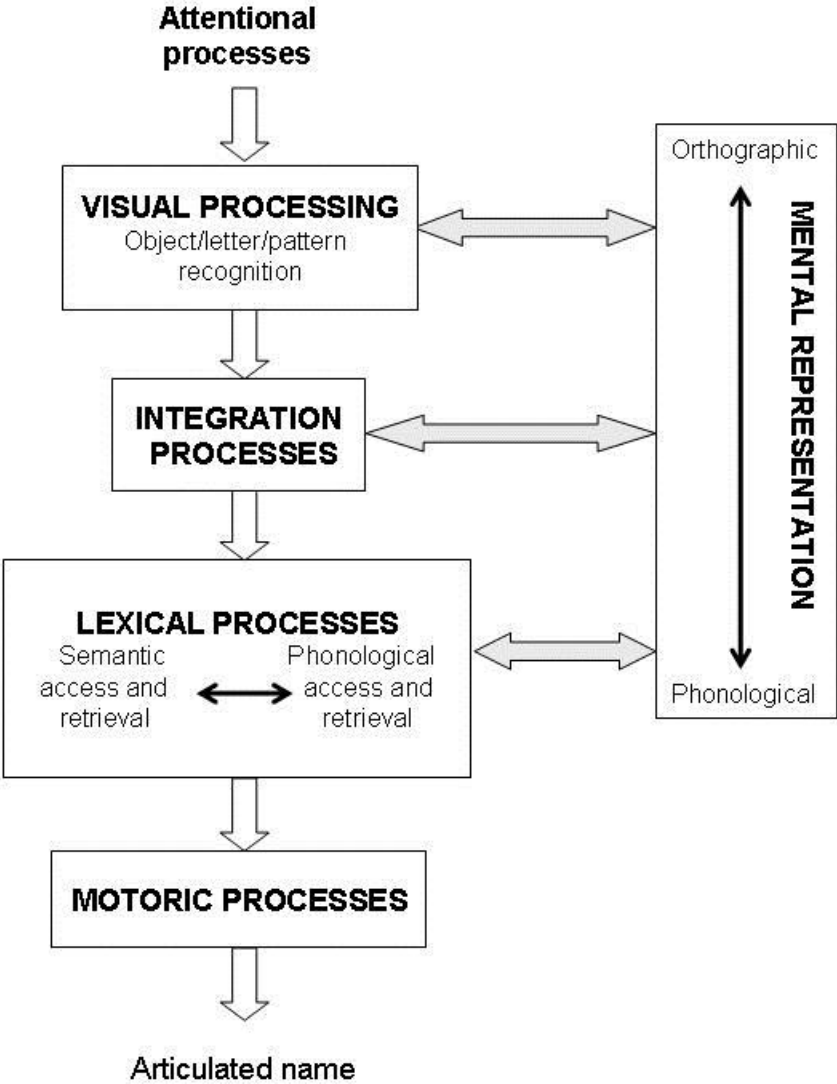 Attentional
processes
VISUAL PROCESSING
Object/letter/pattern
recognition
INTEGRATION
PROCESSES
LEXICAL PROCESSES
Semantic
access and
retrieval
Phonological
access and
retrieval
MOTORIC PROCESSES
Articulated name
Orthographic
MENTAL REPRESENTATION
Phonological